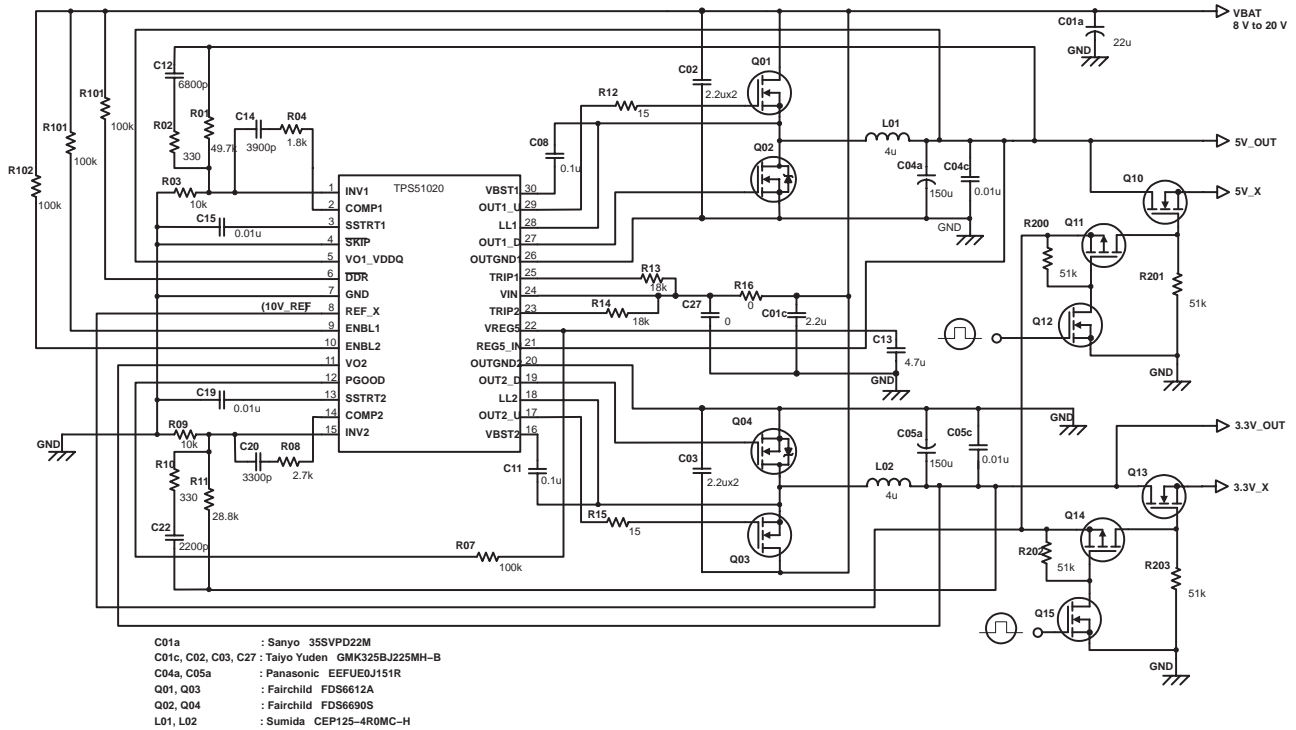 VBAT
8 V to 20 V
C01a
22u
GND
C12
6800p
R101
100k
R101
100k
R102
100k
R02
330
R01
49.7k
C14
3900p
R04
1.8k
R03
10k
C15
0.01u
R12
15
C08
0.1u
C02
2.2ux2
Q01
Q02
L01
4u
C04a
150u
C04c
0.01u
GND
5V_OUT
5V_X
Q10
Q11
R200
51k
R201
51k
Q12
GND
TPS51020
1 INV1
2 COMP1
3 SSTRT1
4 SKIP
5 VO1_VDDQ
6 DDR
7 GND
8 REF_X
9 ENBL1
10 ENBL2
11 VO2
12 PGOOD
13 SSTRT2
14 COMP2
15 INV2
VBST1 30
OUT1_U 29
LL1 28
OUT1_D 27
OUTGND1 26
TRIP1 25
VIN 24
TRIP2 23
VREG5 22
REG5_IN 21
OUTGND2 20
OUT2_D 19
LL2 18
OUT2_U 17
VBST2 16
(10V_REF)
R13
18k
R14
18k
R16
0
C27
0
C01c
2.2u
C13
4.7u
GND
C19
0.01u
GND
R09
10k
C20
3300p
R08
2.7k
R10
330
R11
28.8k
C22
2200p
C11
0.1u
R15
15
R07
100k
C03
2.2ux2
Q04
Q03
L02
4u
C05a
150u
C05c
0.01u
GND
3.3V_OUT
3.3V_X
Q13
Q14
R202
51k
R203
51k
Q15
GND
C01a : Sanyo 35SVPD22M
C01c, C02, C03, C27 : Taiyo Yuden GMK325BJ225MH–B
C04a, C05a : Panasonic EEFUE0J151R
Q01, Q03 : Fairchild FDS6612A
Q02, Q04 : Fairchild FDS6690S
L01, L02 : Sumida CEP125–4R0MC–H